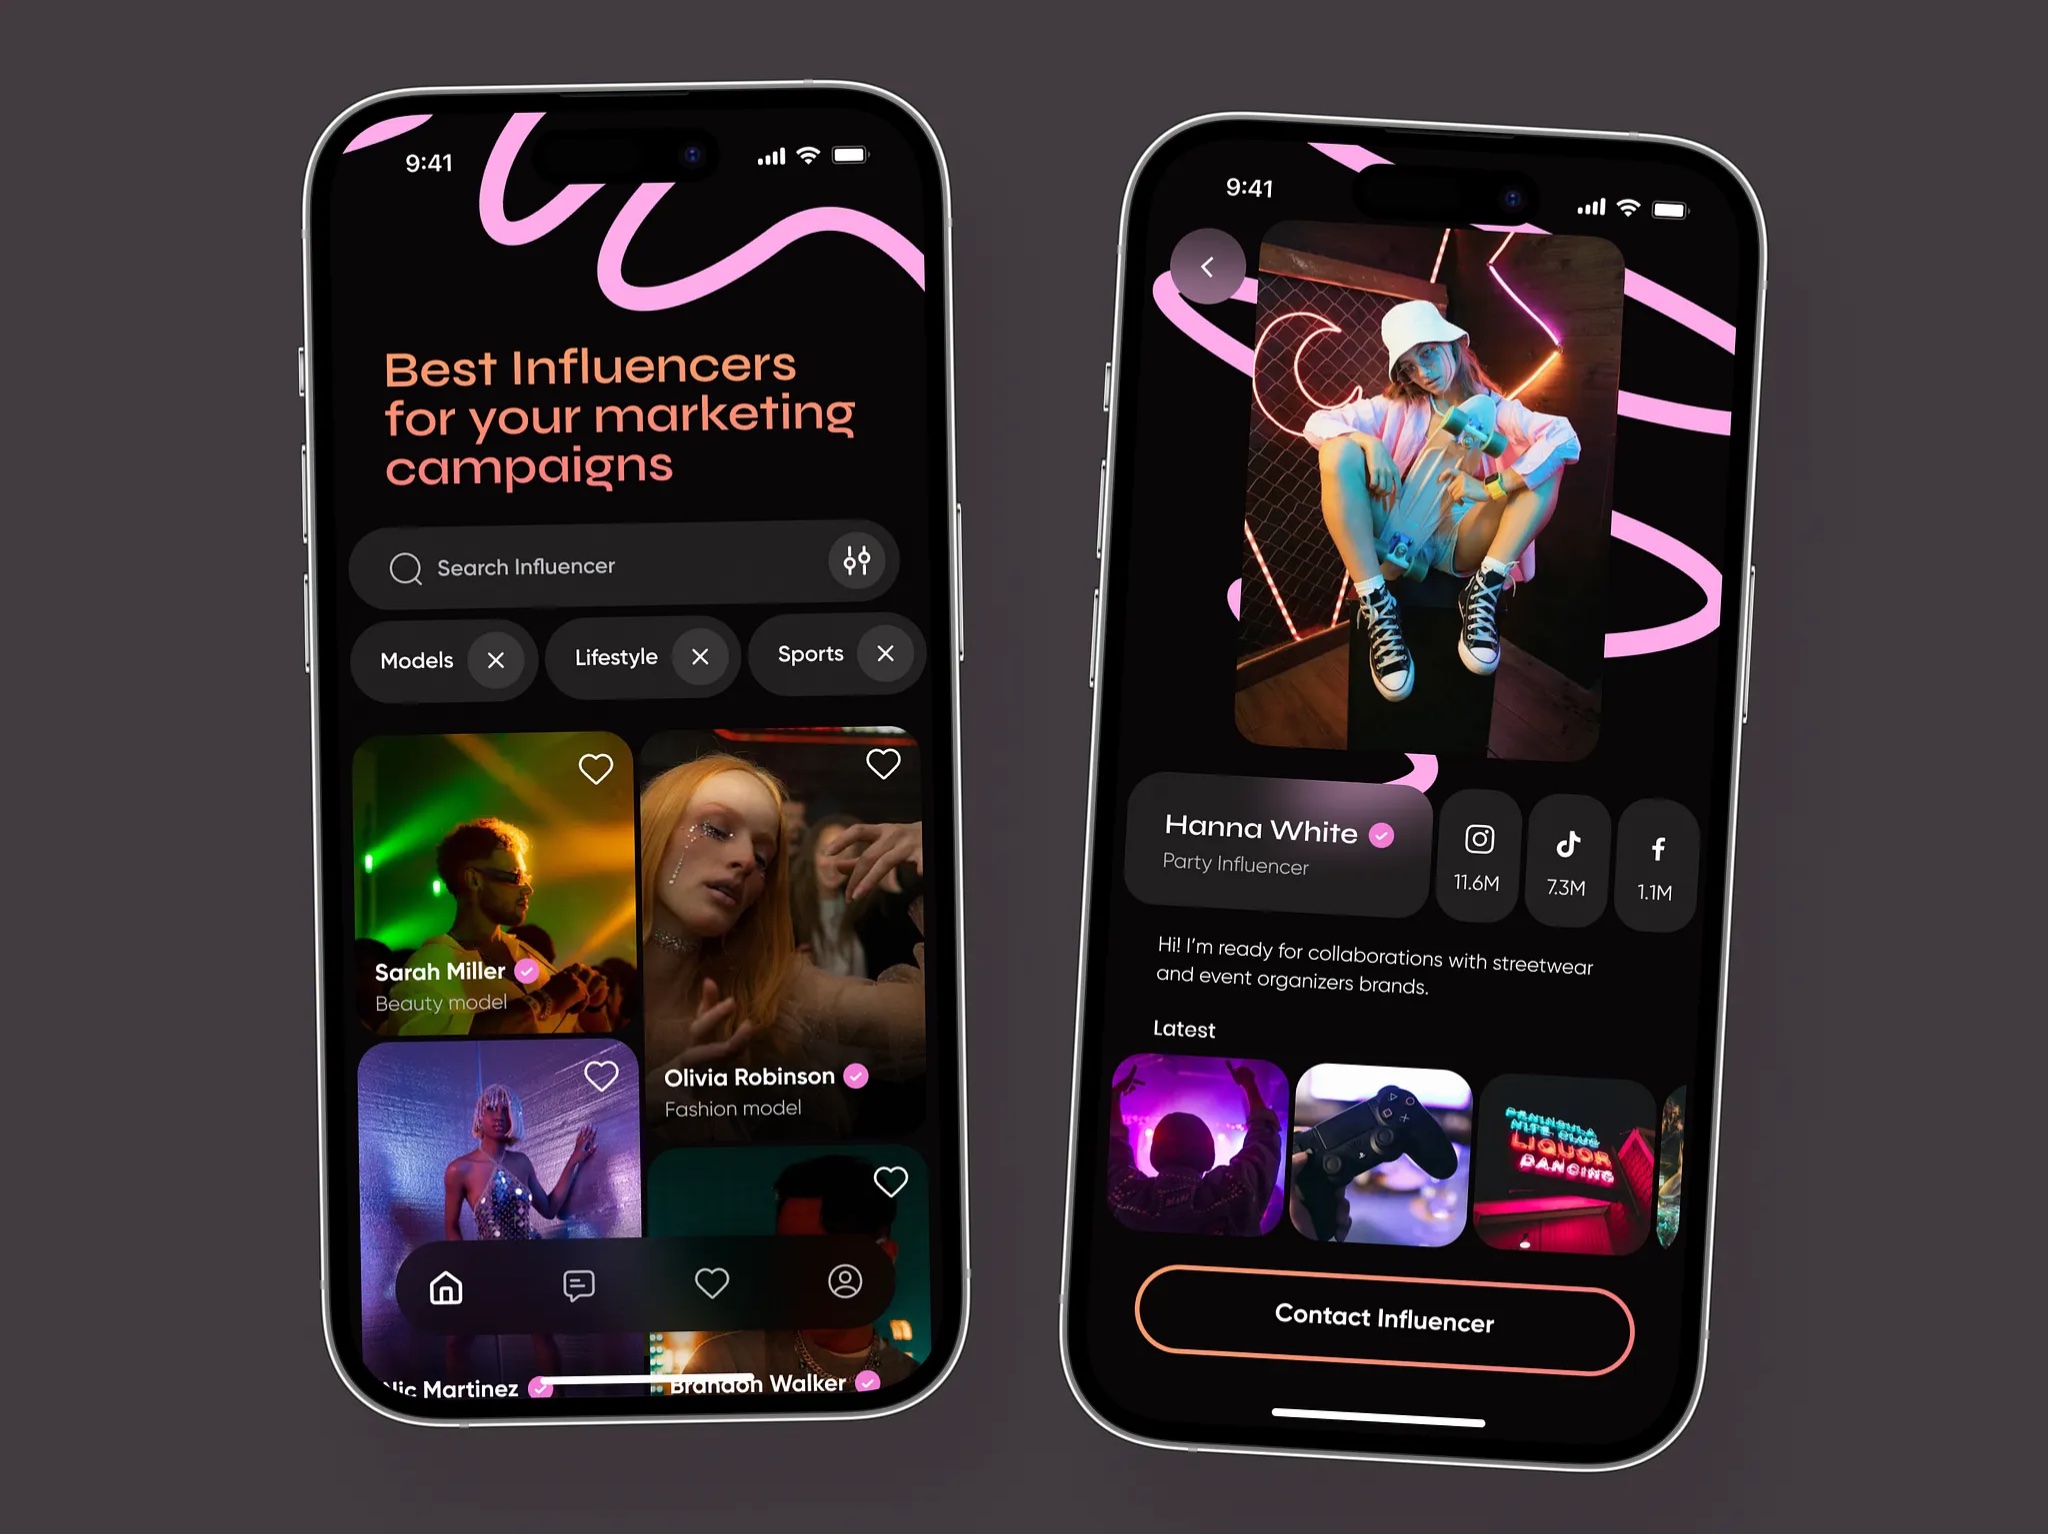 9:41
Best Influencers
for your marketing
campaigns
Search Influencer
Models
Lifestyle
Sports
Sarah Miller
Beauty model
Olivia Robinson
Fashion model
Nic Martinez
Brandon Walker
9:41
Hanna White
Party Influencer
11.6M
7.3M
1.1M
Hi! I'm ready for collaborations with streetwear
and event organizers brands.
Latest
PENINSULA
NITE CLUB
LIQUOR
DANCING
Contact Influencer